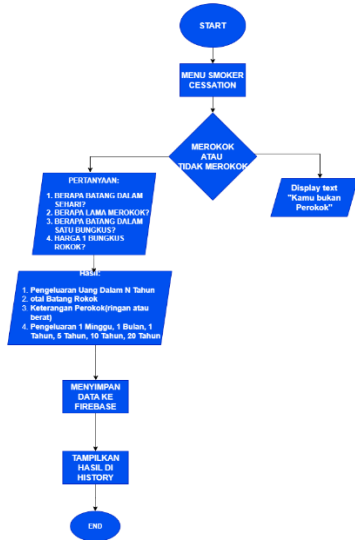 START
MENU SMOKER
CESSATION
MEROKOK
ATAU
TIDAK MEROKOK
PERTANYAAN:
1. BERAPA BATANG DALAM
SEHARI?
2. BERAPA LAMA MEROKOK?
3. BERAPA BATANG DALAM
SATU BUNGKUS?
4. HARGA 1 BUNGKUS
ROKOK?
Display text
"Kamu bukan
Perokok"
Hasil:
1. Pengeluaran Uang Dalam N Tahun
2. otal Batang Rokok
3. Keterangan Perokok(ringan atau
berat)
4. Pengeluaran 1 Minggu, 1 Bulan, 1
Tahun, 5 Tahun, 10 Tahun, 20 Tahun
MENYIMPAN
DATA KE
FIREBASE
TAMPILKAN
HASIL DI
HISTORY
END